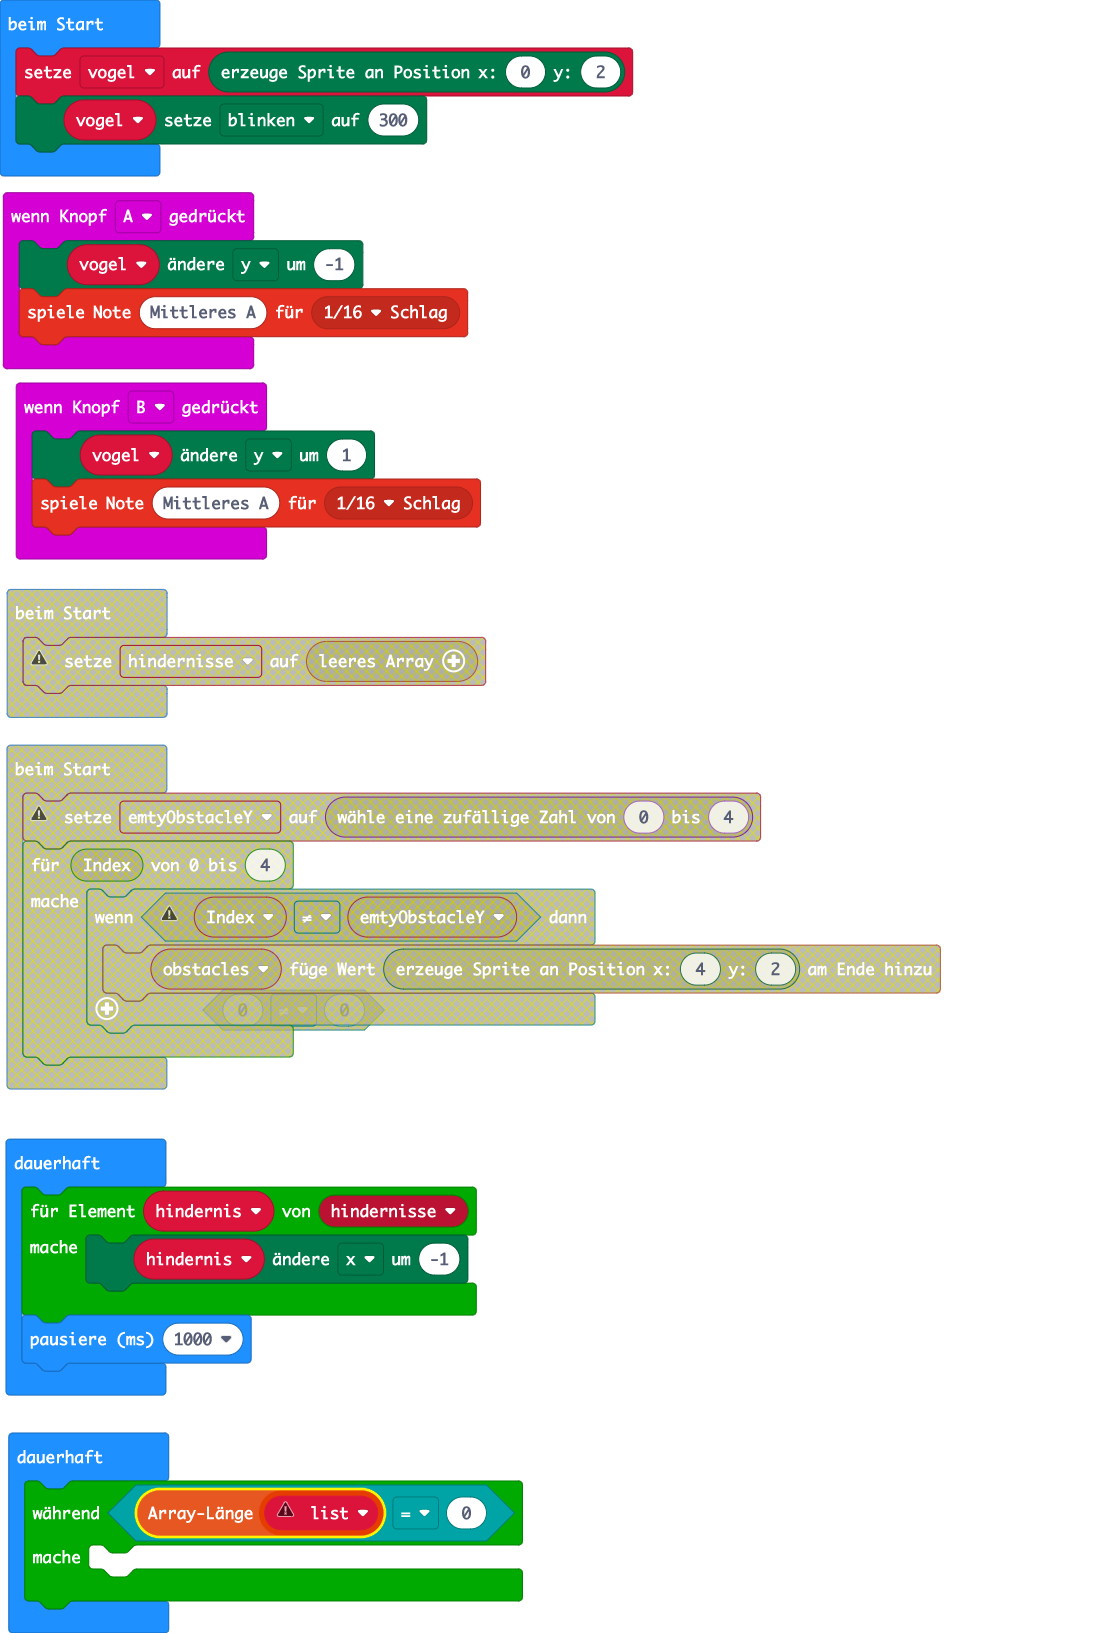 beim Start
setze vogel auf erzeuge Sprite an Position x: 0 y: 2
vogel setze blinken auf 300
wenn Knopf A gedrückt
vogel ändere y um -1
spiele Note Mittleres A für 1/16 Schlag
wenn Knopf B gedrückt
vogel ändere y um 1
spiele Note Mittleres A für 1/16 Schlag
beim Start
setze hindernisse auf leeres Array
beim Start
setze emtyObstacleY auf wähle eine zufällige Zahl von 0 bis 4
für Index von 0 bis 4
mache
wenn Index ≠ emtyObstacleY dann
obstacles füge Wert erzeuge Sprite an Position x: 4 y: 2 am Ende hinzu
0 ≠ 0
dauerhaft
für Element hindernis von hindernisse
mache
hindernis ändere x um -1
pausiere (ms) 1000
dauerhaft
während Array-Länge list = 0
mache